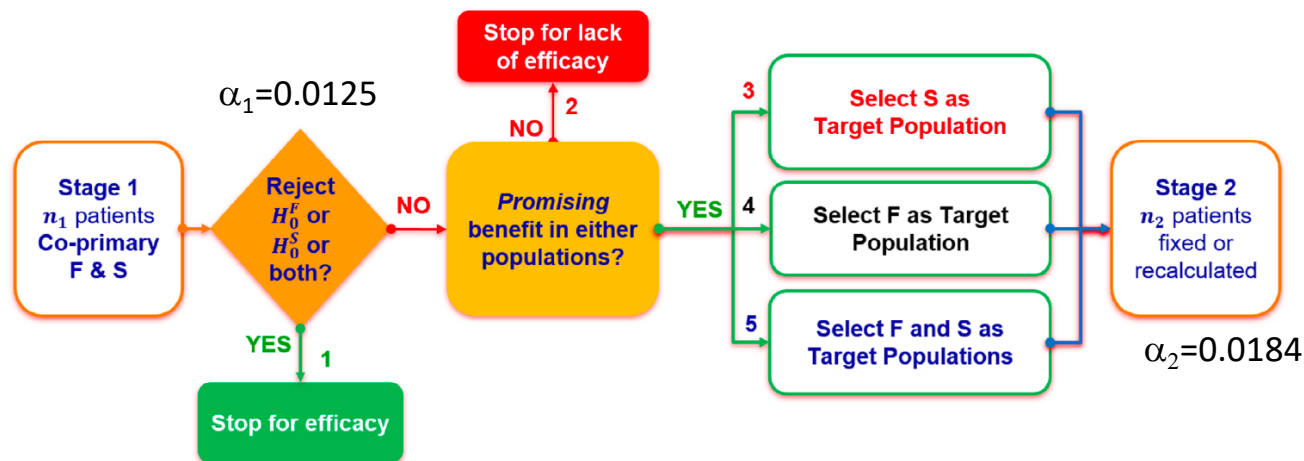 Stop for lack
of efficacy
α₁=0.0125
3
Select S as
Target Population
NO
2
Stage 1
n₁ patients
Co-primary
F & S
Reject
H₀ᶠ or
H₀ˢ or
both?
NO
Promising
benefit in either
populations?
YES
4
Select F as Target
Population
Stage 2
n₂ patients
fixed or
recalculated
YES
1
5
Select F and S as
Target Populations
α₂=0.0184
Stop for efficacy